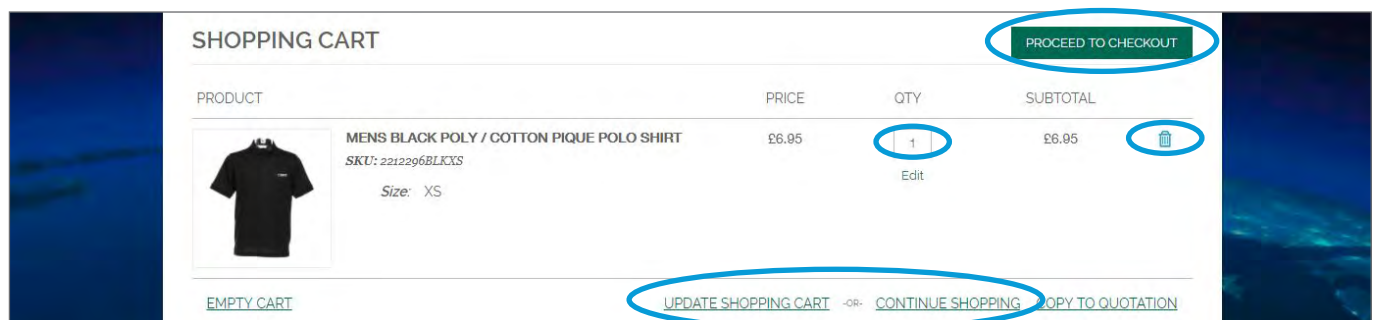 SHOPPING CART
PROCEED TO CHECKOUT
PRODUCT PRICE QTY SUBTOTAL
MENS BLACK POLY / COTTON PIQUE POLO SHIRT £6.95 1 £6.95
SKU: 2212296BLKXS
Edit
Size: XS
EMPTY CART UPDATE SHOPPING CART -OR- CONTINUE SHOPPING COPY TO QUOTATION